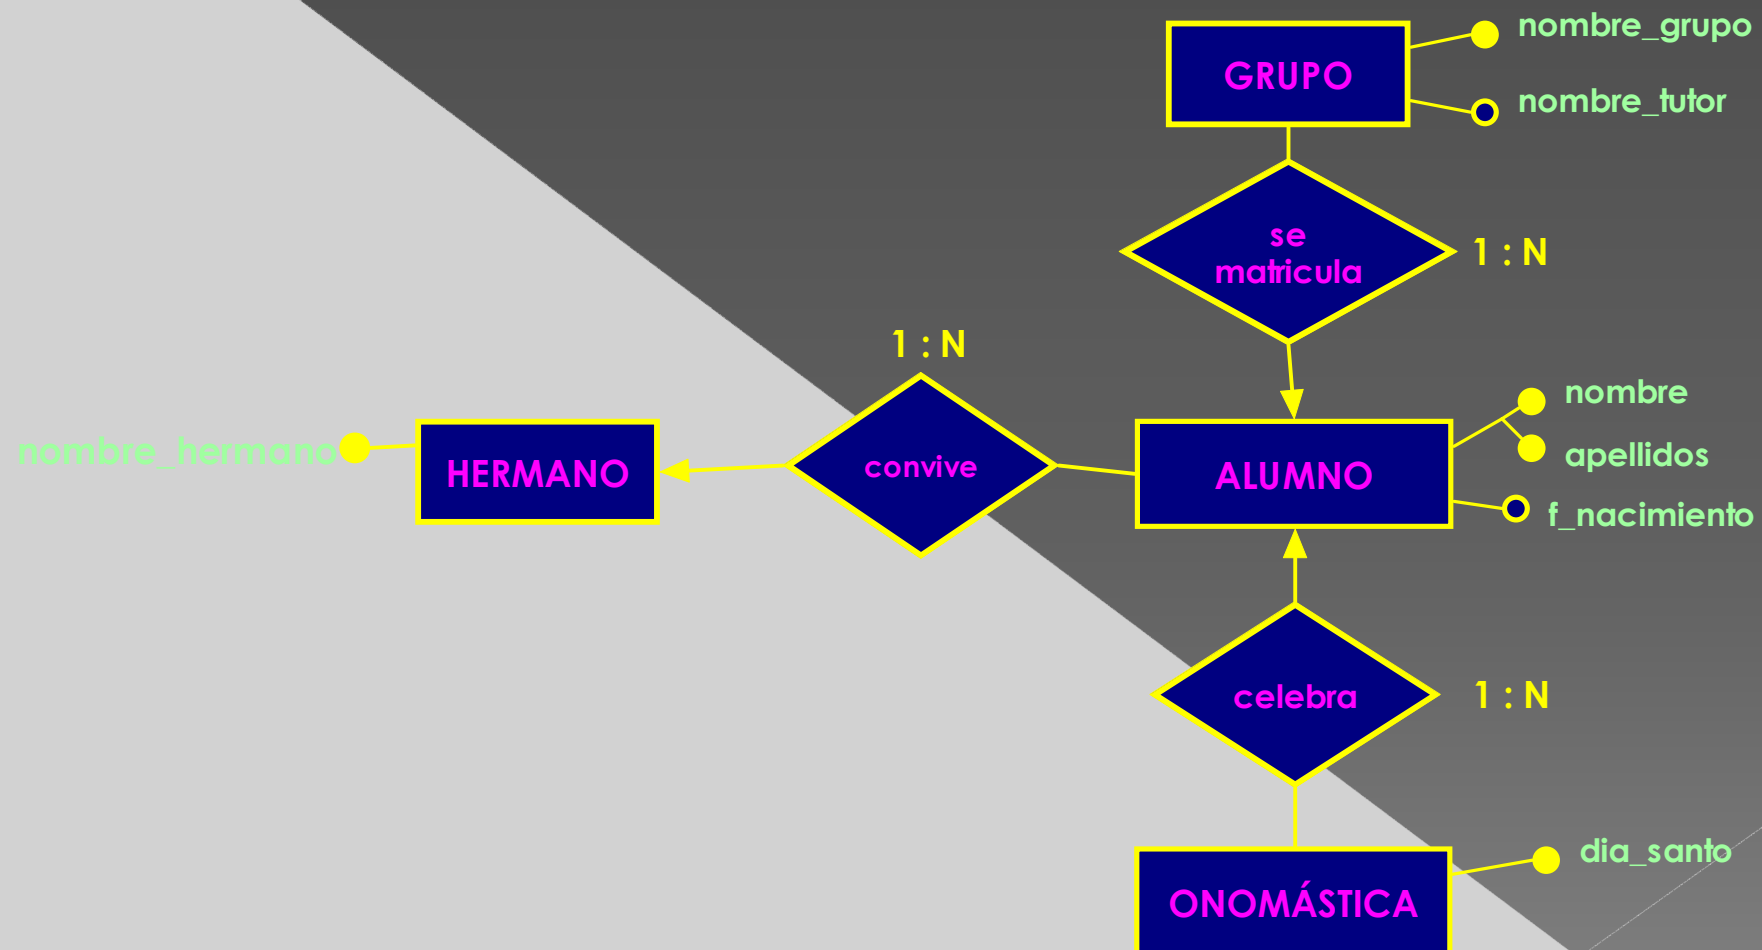 nombre_grupo
GRUPO
nombre_tutor
se
matricula
1 : N
1 : N
nombre
nombre_hermano
HERMANO
convive
ALUMNO
apellidos
f_nacimiento
celebra
1 : N
dia_santo
ONOMÁSTICA